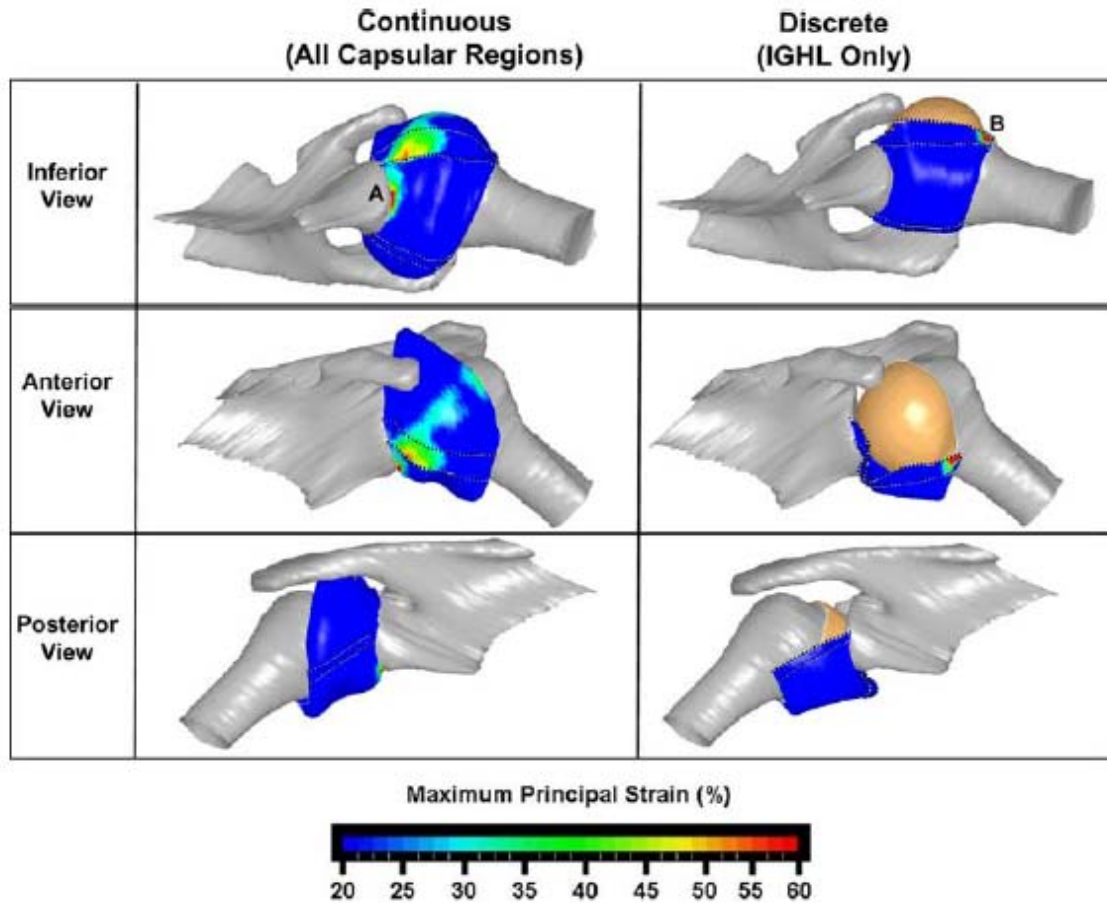 Continuous
(All Capsular Regions)
Discrete
(IGHL Only)
Inferior
View
A
B
Anterior
View
Posterior
View
Maximum Principal Strain (%)
20 25 30 35 40 45 50 55 60